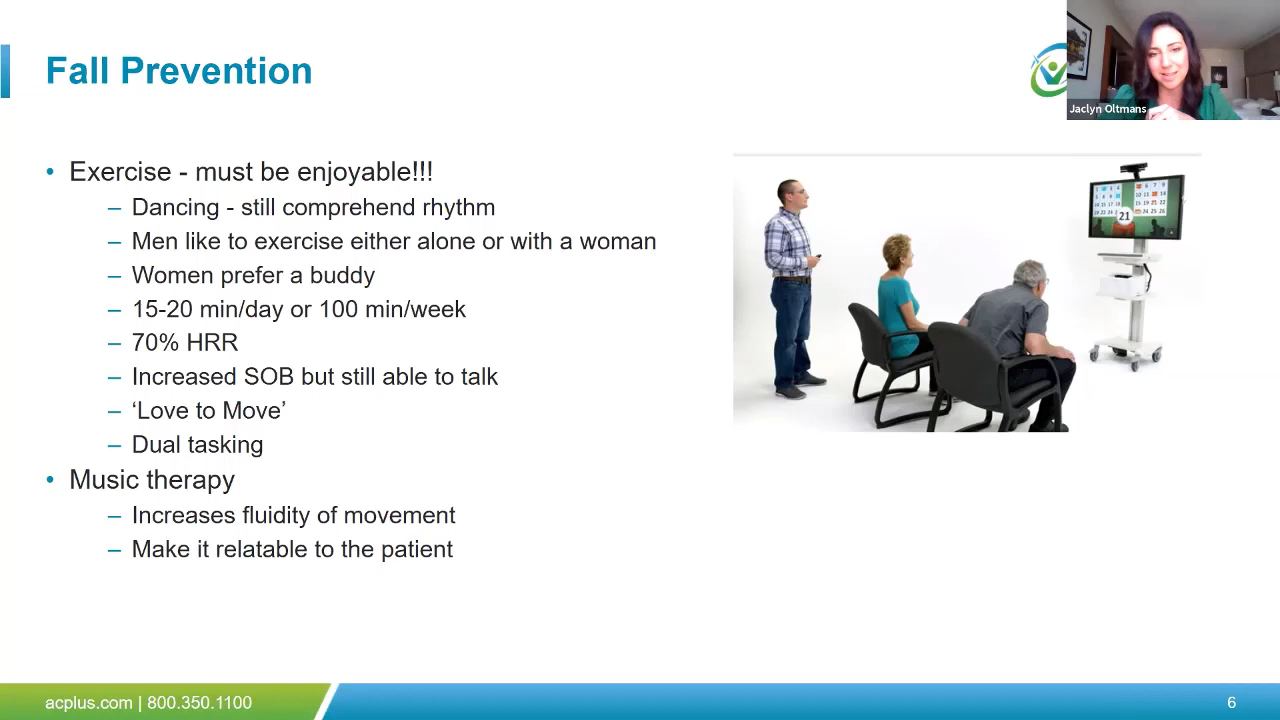 Fall Prevention
Jaclyn Oltmans
• Exercise - must be enjoyable!!!
– Dancing - still comprehend rhythm
– Men like to exercise either alone or with a woman
– Women prefer a buddy
– 15-20 min/day or 100 min/week
– 70% HRR
– Increased SOB but still able to talk
– ‘Love to Move’
– Dual tasking
• Music therapy
– Increases fluidity of movement
– Make it relatable to the patient
21
acplus.com | 800.350.1100
6